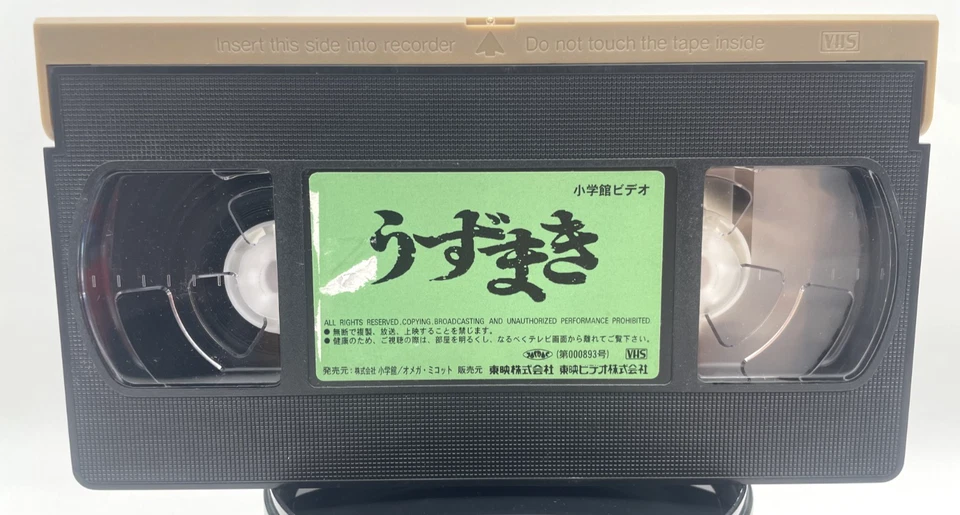 Insert this side into recorder Do not touch the tape inside VHS
小学館ビデオ
うずまき
ALL RIGHTS RESERVED.COPYING.BROADCASTING AND UNAUTHORIZED PERFORMANCE PROHIBITED
● 無断で複製、放送、上映することを禁じます。
● 健康のため、ご視聴の際は、部屋を明るくし、なるべくテレビ画面から離れてご覧下さい。
(第000893号) VHS
発売元:株式会社 小学館/オメガ・ミコット 販売元 東映株式会社 東映ビデオ株式会社